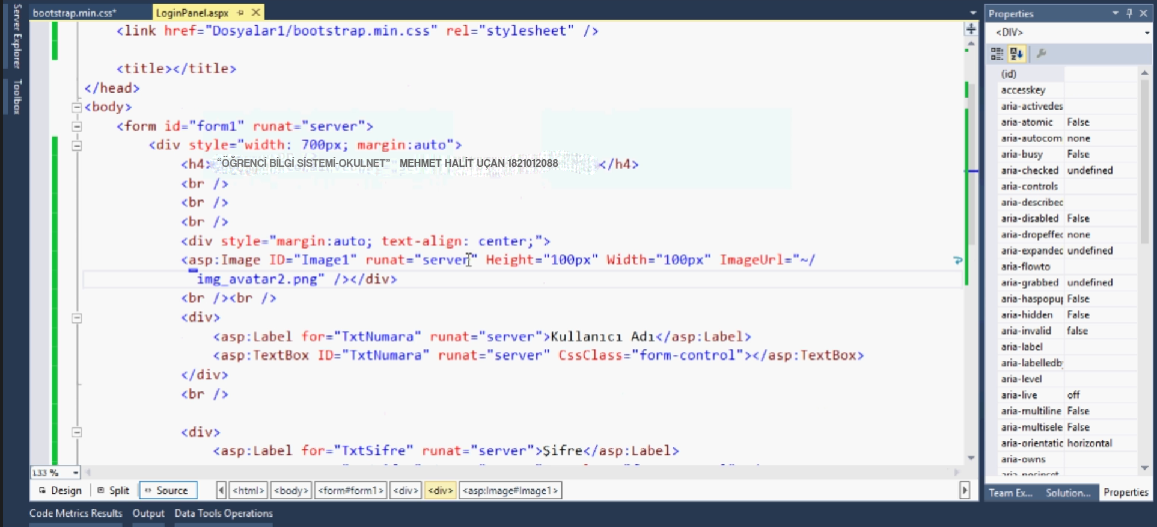 Server Explorer
Toolbox
bootstrap.min.css*
LoginPanel.aspx
<link href="Dosyalar1/bootstrap.min.css" rel="stylesheet" />
<title></title>
</head>
<body>
<form id="form1" runat="server">
<div style="width: 700px; margin:auto">
<h4> "ÖĞRENCİ BİLGİ SİSTEMİ-OKULNET" MEHMET HALİT UÇAN 1821012088 </h4>
<br />
<br />
<br />
<div style="margin:auto; text-align: center;">
<asp:Image ID="Image1" runat="server" Height="100px" Width="100px" ImageUrl="~/
img_avatar2.png" /></div>
<br /><br />
<div>
<asp:Label for="TxtNumara" runat="server">Kullanıcı Adı</asp:Label>
<asp:TextBox ID="TxtNumara" runat="server" CssClass="form-control"></asp:TextBox>
</div>
<br />
<div>
<asp:Label for="TxtSifre" runat="server">Şifre</asp:Label>
133 %
Design Split Source <html> <body> <form#form1> <div> <div> <asp:Image#Image1>
Code Metrics Results Output Data Tools Operations
Properties
<DIV>
(id)
accesskey
aria-activedes
aria-atomic False
aria-autocom none
aria-busy False
aria-checked undefined
aria-controls
aria-described
aria-disabled False
aria-dropeffec none
aria-expanded undefined
aria-flowto
aria-grabbed undefined
aria-haspopup False
aria-hidden False
aria-invalid false
aria-label
aria-labelledby
aria-level
aria-live off
aria-multiline False
aria-multisele False
aria-orientatic horizontal
aria-owns
Team Ex... Solution... Properties